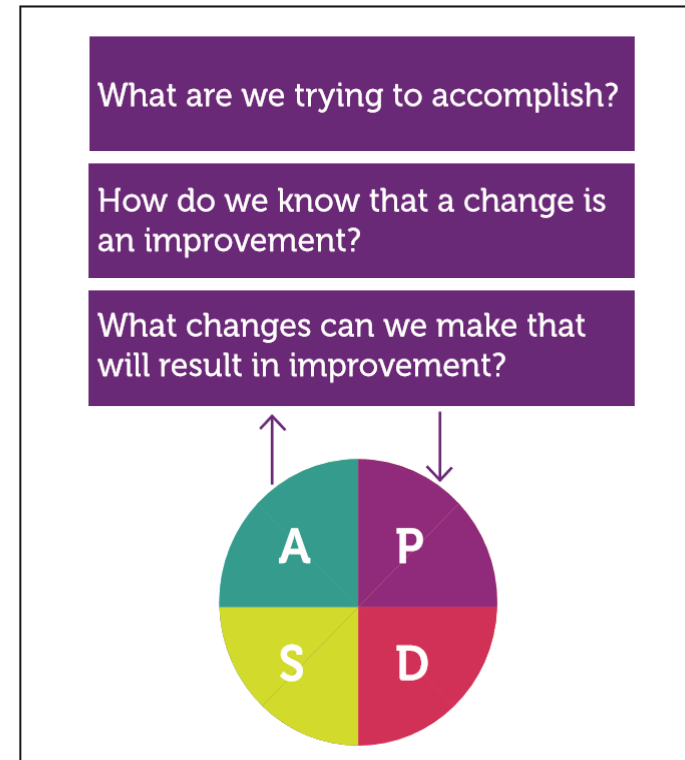 What are we trying to accomplish?
How do we know that a change is
an improvement?
What changes can we make that
will result in improvement?
A P
S D